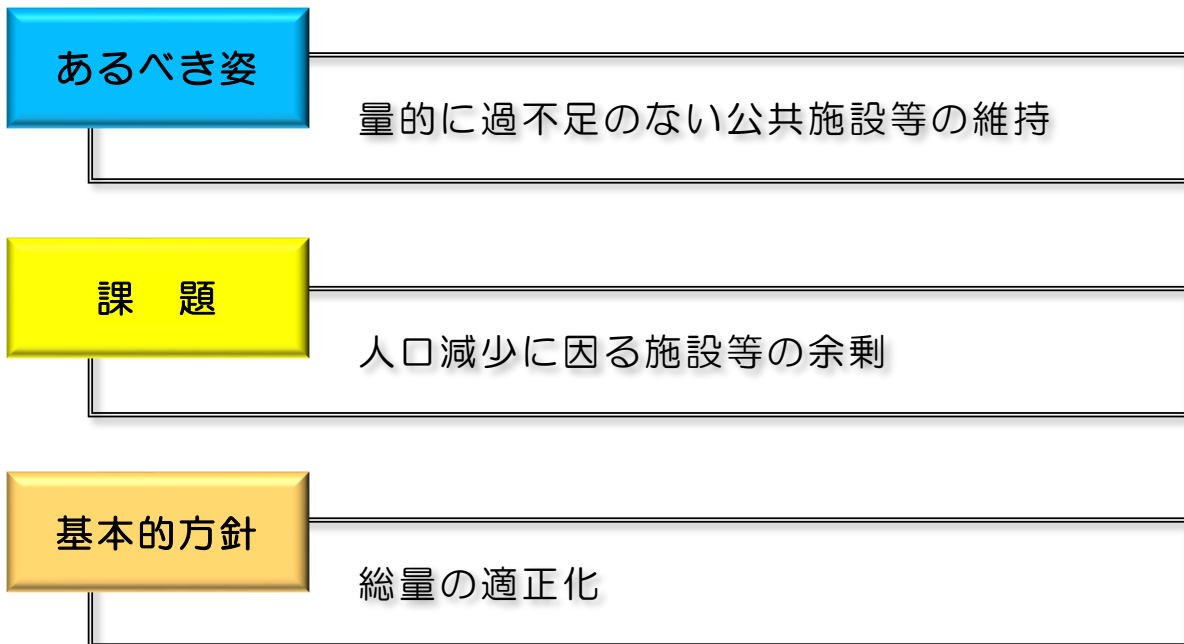 あるべき姿
量的に過不足のない公共施設等の維持
課　題
人口減少に因る施設等の余剰
基本的方針
総量の適正化